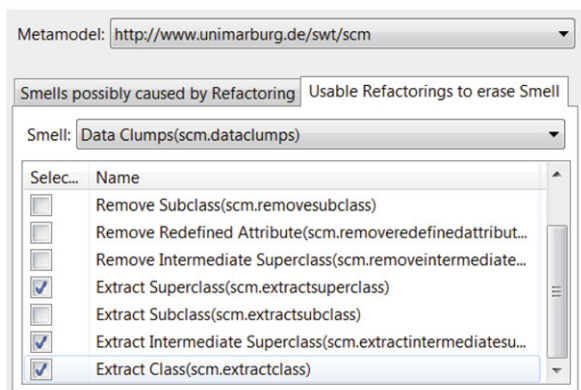 Metamodel: http://www.unimarburg.de/swt/scm
Smells possibly caused by Refactoring Usable Refactorings to erase Smell
Smell: Data Clumps(scm.dataclumps)
Selec... Name
Remove Subclass(scm.removesubclass)
Remove Redefined Attribute(scm.removeredefinedattribut...
Remove Intermediate Superclass(scm.removeintermediate...
Extract Superclass(scm.extractsuperclass)
Extract Subclass(scm.extractsubclass)
Extract Intermediate Superclass(scm.extractintermediatesu...
Extract Class(scm.extractclass)